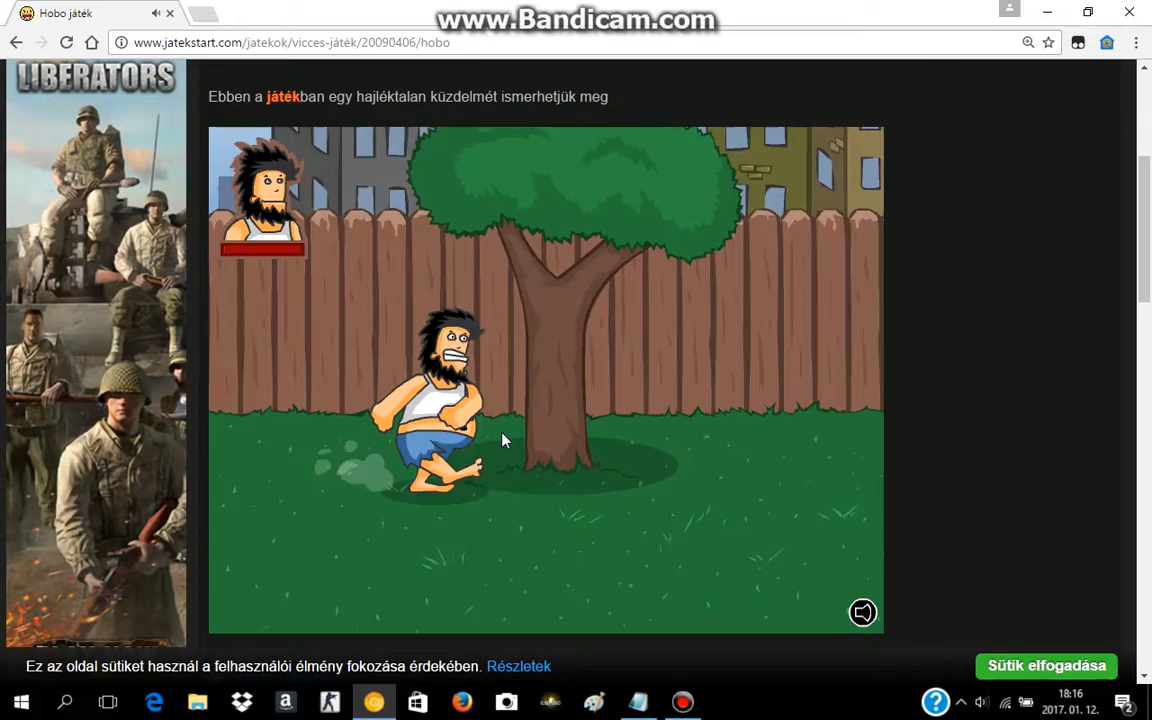 www.Bandicam.com
Hobo játék
www.jatekstart.com/jatekok/vicces-játék/20090406/hobo
LIBERATORS
Ebben a játékban egy hajléktalan küzdelmét ismerhetjük meg
Ez az oldal sütiket használ a felhasználói élmény fokozása érdekében. Részletek
Sütik elfogadása
18:16
2017. 01. 12.
2